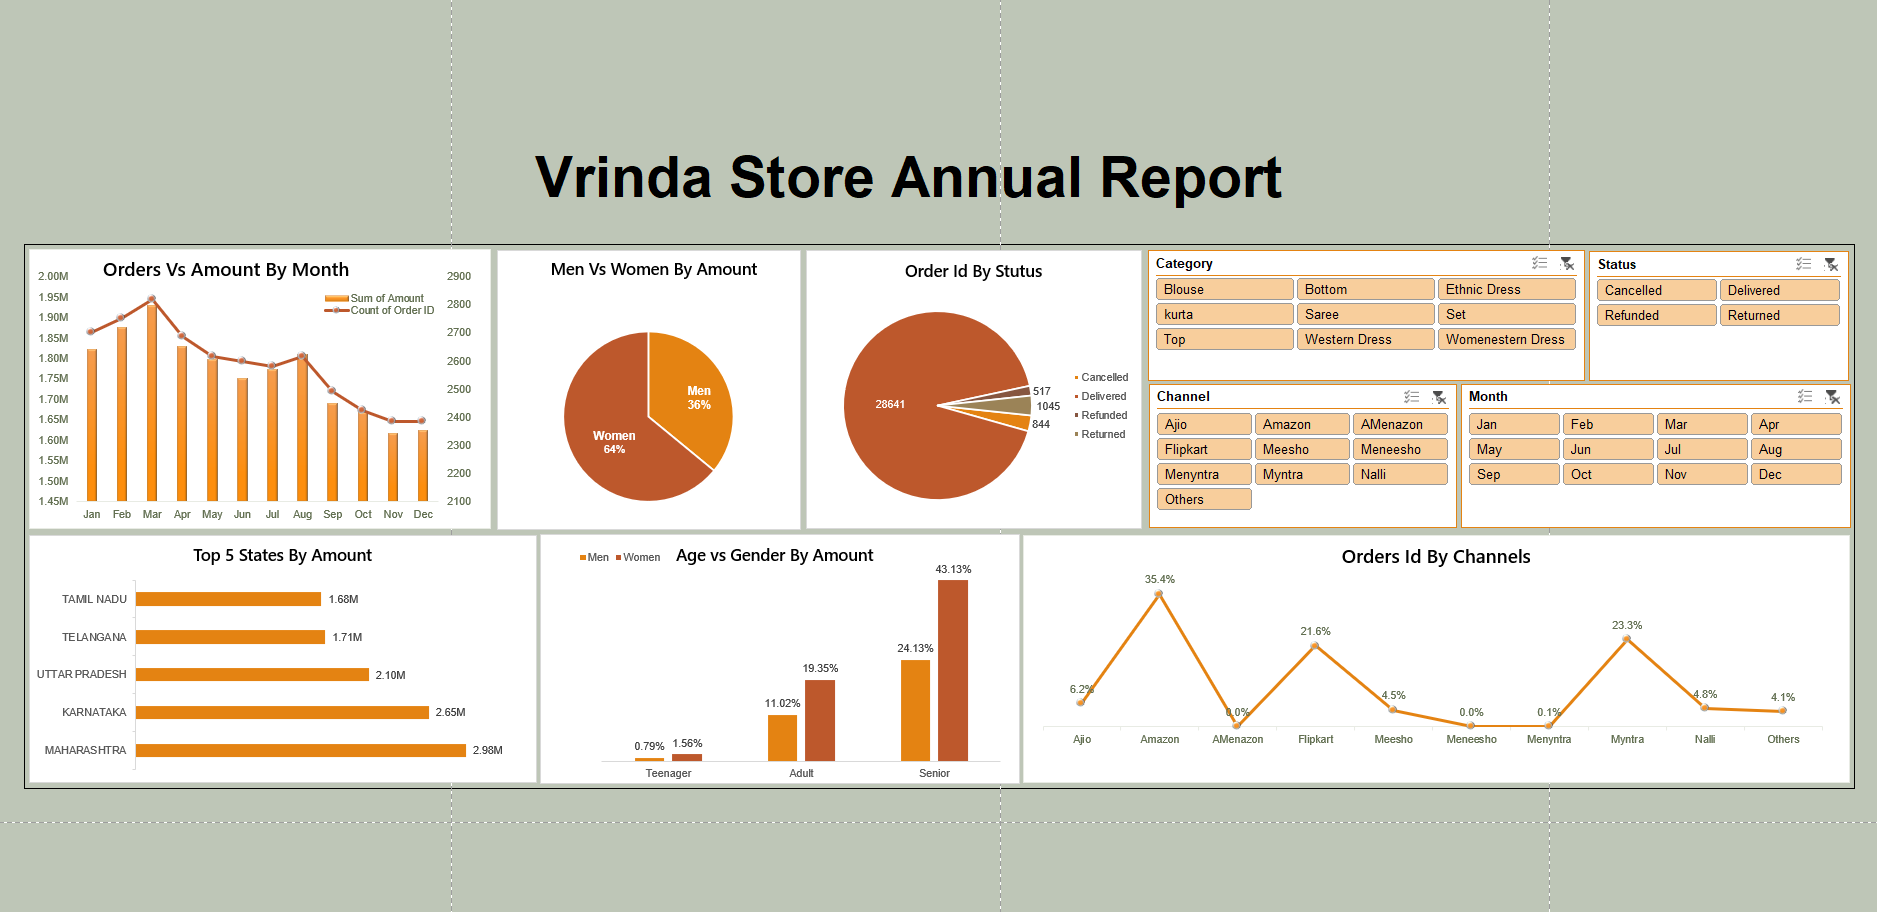 Vrinda Store Annual Report
Orders Vs Amount By Month
2.00M
1.95M
1.90M
1.85M
1.80M
1.75M
1.70M
1.65M
1.60M
1.55M
1.50M
1.45M
2900
2800
2700
2600
2500
2400
2300
2200
2100
Sum of Amount
Count of Order ID
Jan Feb Mar Apr May Jun Jul Aug Sep Oct Nov Dec
Men Vs Women By Amount
Men
36%
Women
64%
Order Id By Stutus
28641
517
1045
844
Cancelled
Delivered
Refunded
Returned
Category
Blouse Bottom Ethnic Dress
kurta Saree Set
Top Western Dress Womenestern Dress
Status
Cancelled Delivered
Refunded Returned
Channel
Ajio Amazon AMenazon
Flipkart Meesho Meneesho
Menyntra Myntra Nalli
Others
Month
Jan Feb Mar Apr
May Jun Jul Aug
Sep Oct Nov Dec
Top 5 States By Amount
TAMIL NADU 1.68M
TELANGANA 1.71M
UTTAR PRADESH 2.10M
KARNATAKA 2.65M
MAHARASHTRA 2.98M
Men Women Age vs Gender By Amount
43.13%
24.13%
19.35%
11.02%
0.79% 1.56%
Teenager Adult Senior
Orders Id By Channels
35.4%
23.3%
21.6%
6.2%
4.5%
4.8%
4.1%
0.0% 0.0% 0.1%
Ajio Amazon AMenazon Flipkart Meesho Meneesho Menyntra Myntra Nalli Others